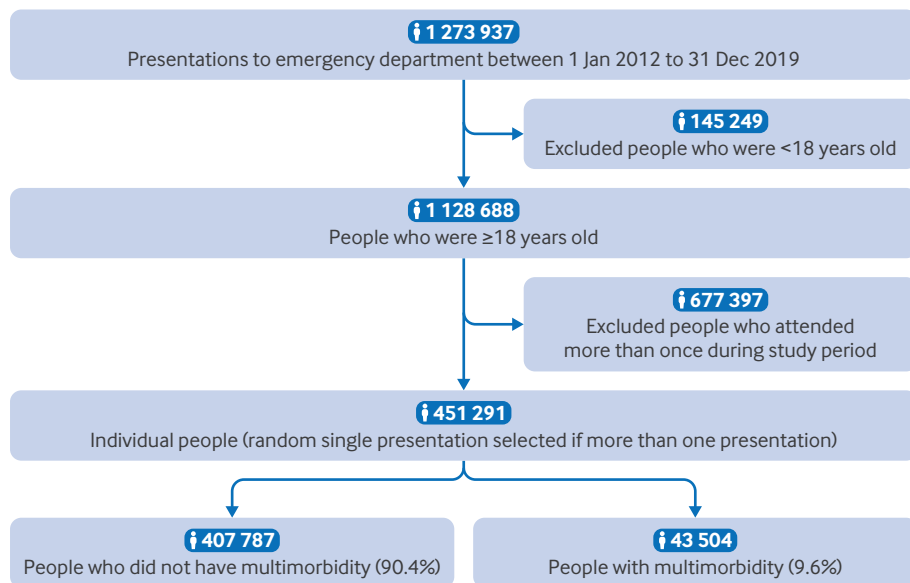 1 273 937
Presentations to emergency department between 1 Jan 2012 to 31 Dec 2019
145 249
Excluded people who were <18 years old
1 128 688
People who were ≥18 years old
677 397
Excluded people who attended
more than once during study period
451 291
Individual people (random single presentation selected if more than one presentation)
407 787
People who did not have multimorbidity (90.4%)
43 504
People with multimorbidity (9.6%)